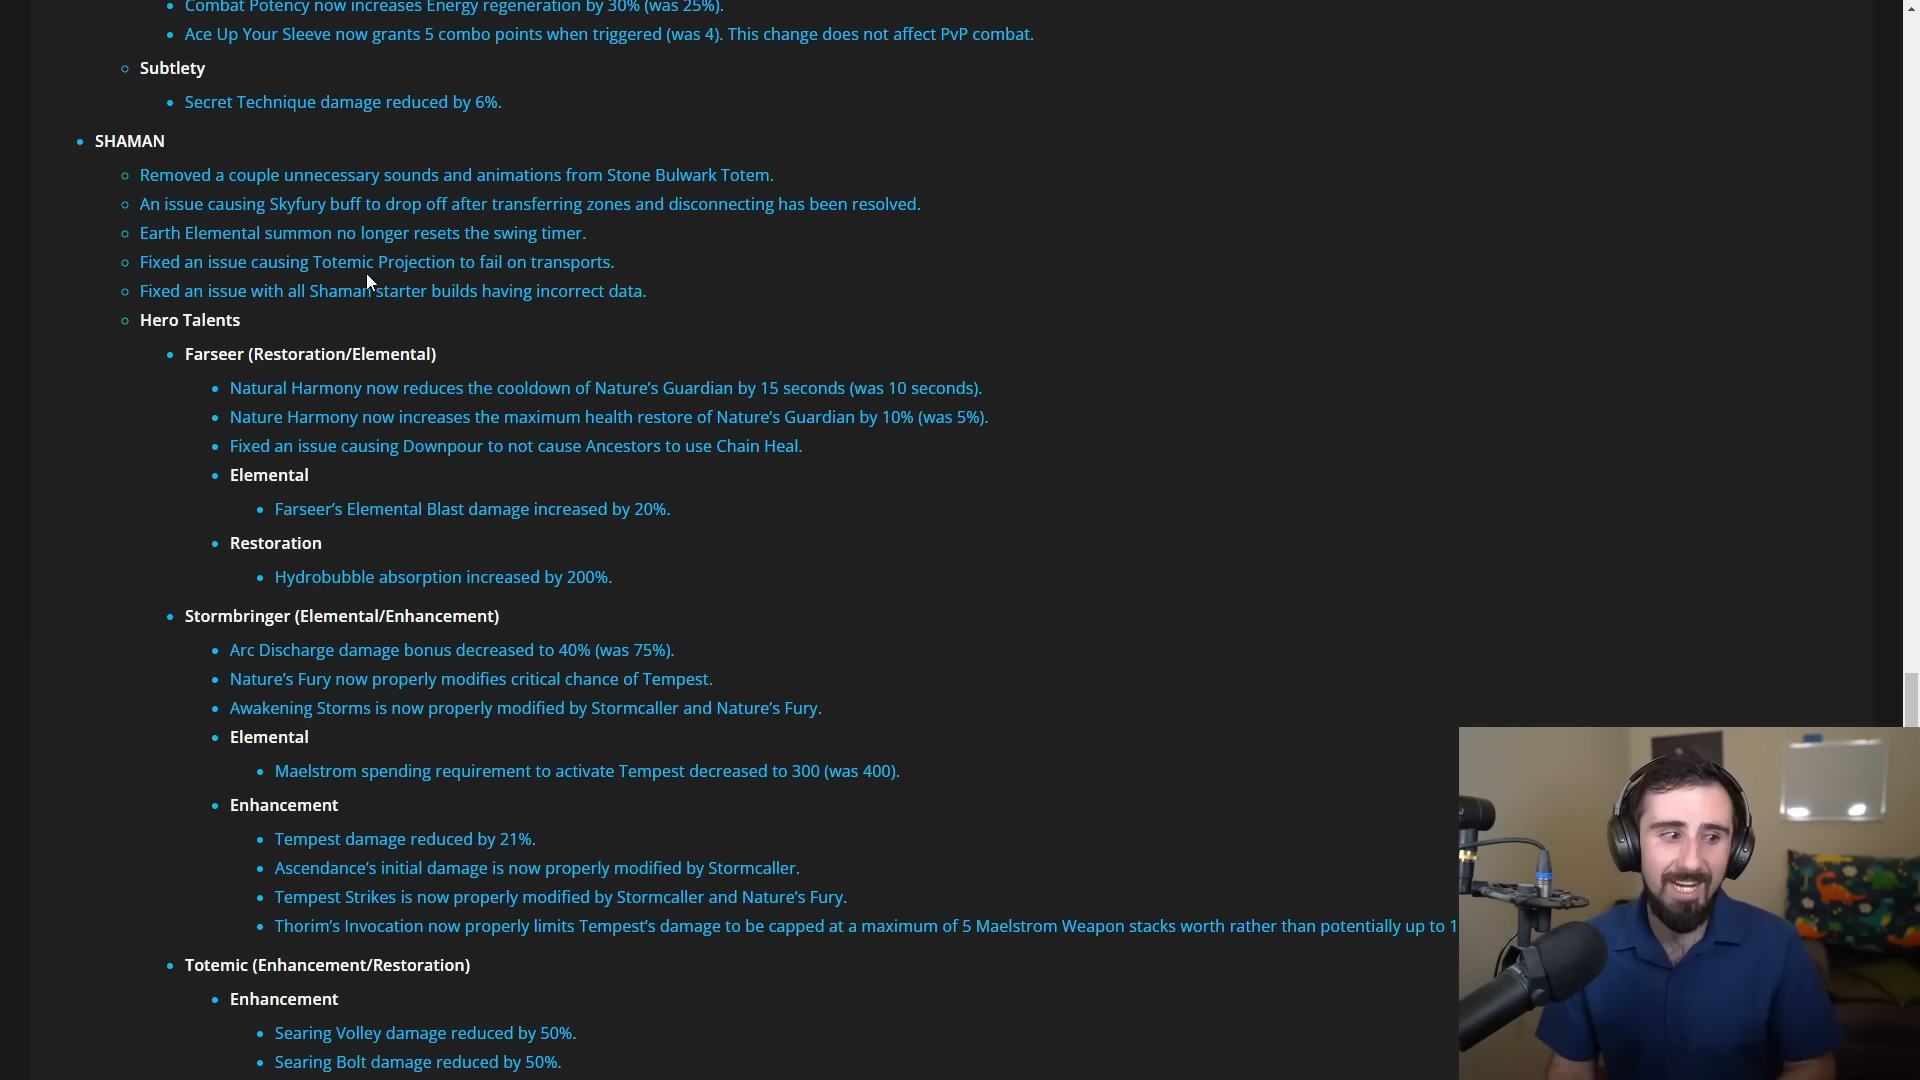 Combat Potency now increases Energy regeneration by 30% (was 25%).
Ace Up Your Sleeve now grants 5 combo points when triggered (was 4). This change does not affect PvP combat.
Subtlety
Secret Technique damage reduced by 6%.
SHAMAN
Removed a couple unnecessary sounds and animations from Stone Bulwark Totem.
An issue causing Skyfury buff to drop off after transferring zones and disconnecting has been resolved.
Earth Elemental summon no longer resets the swing timer.
Fixed an issue causing Totemic Projection to fail on transports.
Fixed an issue with all Shaman starter builds having incorrect data.
Hero Talents
Farseer (Restoration/Elemental)
Natural Harmony now reduces the cooldown of Nature’s Guardian by 15 seconds (was 10 seconds).
Nature Harmony now increases the maximum health restore of Nature’s Guardian by 10% (was 5%).
Fixed an issue causing Downpour to not cause Ancestors to use Chain Heal.
Elemental
Farseer’s Elemental Blast damage increased by 20%.
Restoration
Hydrobubble absorption increased by 200%.
Stormbringer (Elemental/Enhancement)
Arc Discharge damage bonus decreased to 40% (was 75%).
Nature’s Fury now properly modifies critical chance of Tempest.
Awakening Storms is now properly modified by Stormcaller and Nature’s Fury.
Elemental
Maelstrom spending requirement to activate Tempest decreased to 300 (was 400).
Enhancement
Tempest damage reduced by 21%.
Ascendance’s initial damage is now properly modified by Stormcaller.
Tempest Strikes is now properly modified by Stormcaller and Nature’s Fury.
Thorim’s Invocation now properly limits Tempest’s damage to be capped at a maximum of 5 Maelstrom Weapon stacks worth rather than potentially up to 1
Totemic (Enhancement/Restoration)
Enhancement
Searing Volley damage reduced by 50%.
Searing Bolt damage reduced by 50%.